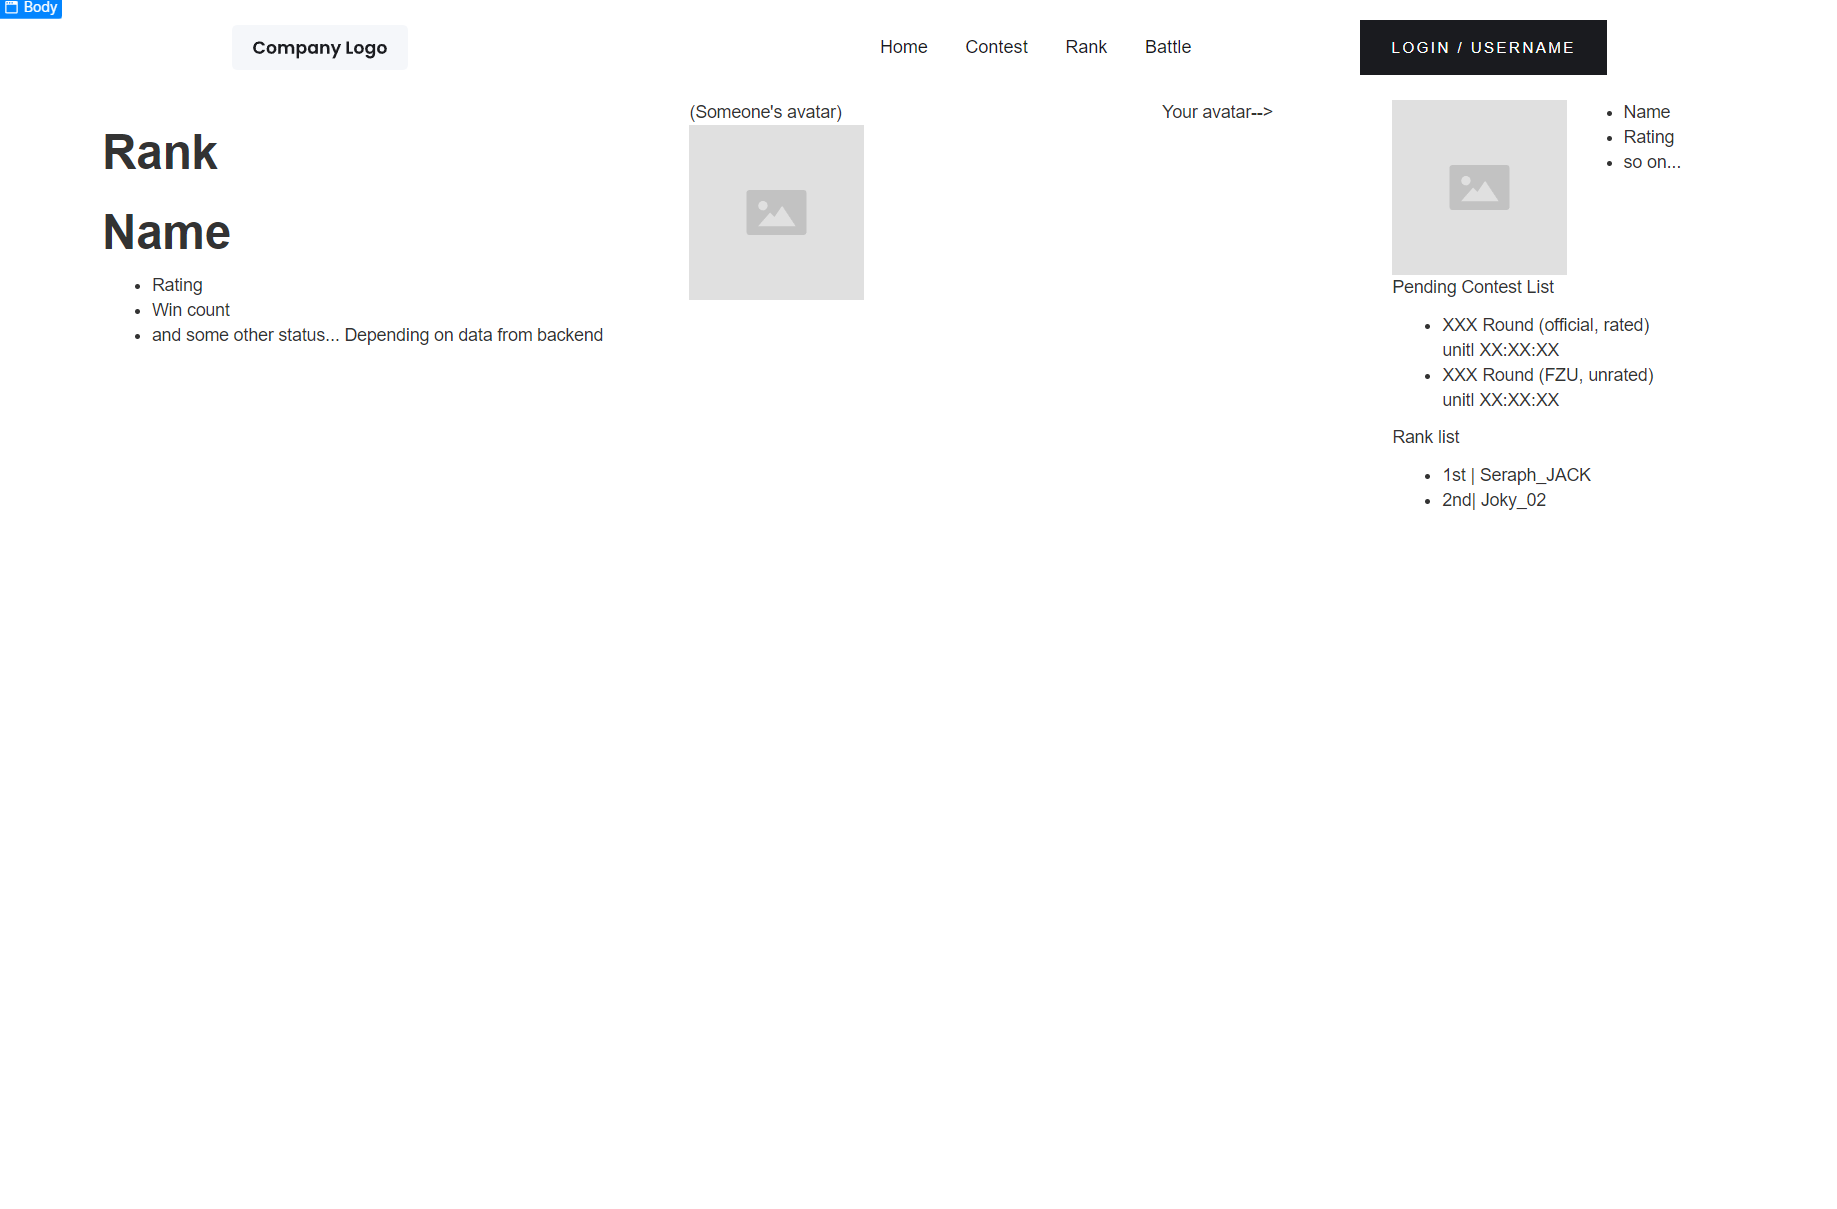 Body
Company Logo
Home
Contest
Rank
Battle
LOGIN / USERNAME
Rank
Name
Rating
Win count
and some other status... Depending on data from backend
(Someone's avatar)
Your avatar-->
Name
Rating
so on...
Pending Contest List
XXX Round (official, rated)
unitl XX:XX:XX
XXX Round (FZU, unrated)
unitl XX:XX:XX
Rank list
1st | Seraph_JACK
2nd| Joky_02